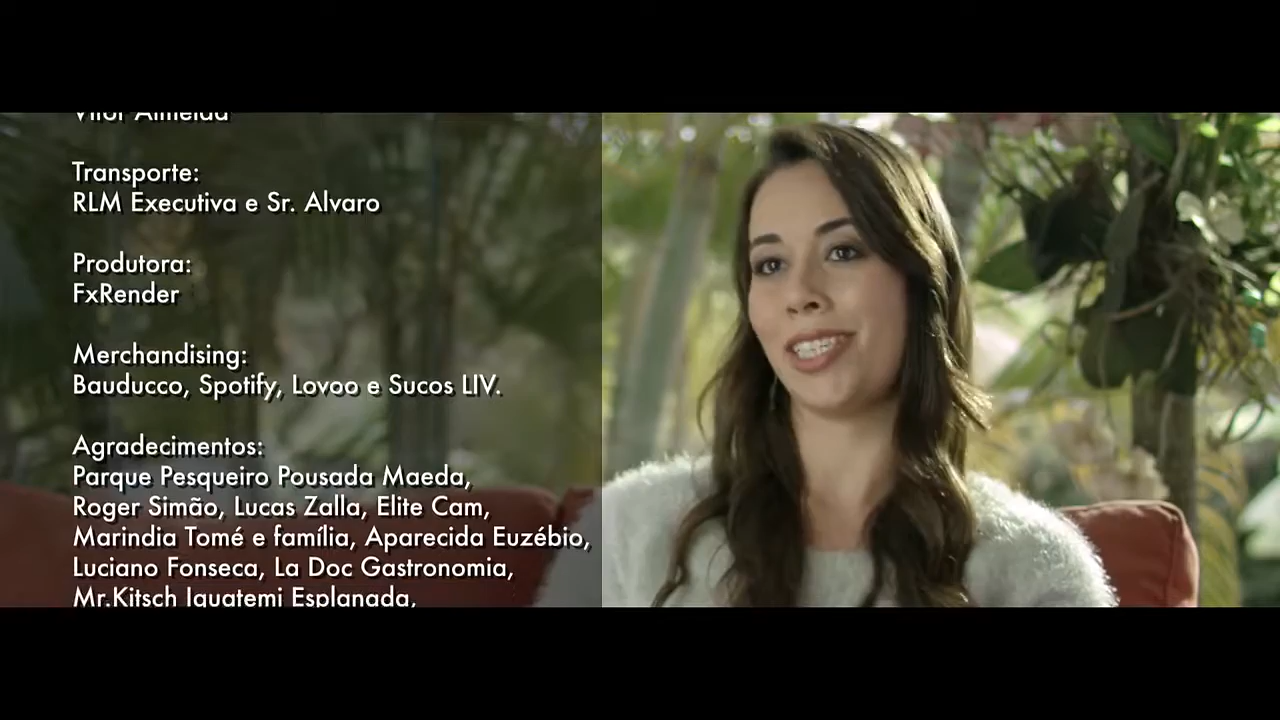 Vitor Almeida
Transporte:
RLM Executiva e Sr. Alvaro
Produtora:
FxRender
Merchandising:
Bauducco, Spotify, Lovoo e Sucos LIV.
Agradecimentos:
Parque Pesqueiro Pousada Maeda,
Roger Simão, Lucas Zalla, Elite Cam,
Marindia Tomé e família, Aparecida Euzébio,
Luciano Fonseca, La Doc Gastronomia,
Mr.Kitsch Iguatemi Esplanada,